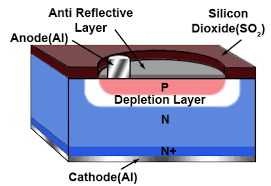 Anti Reflective
Layer
Silicon
Dioxide(SO₂)
Anode(Al)
P
Depletion Layer
N
N+
Cathode(Al)